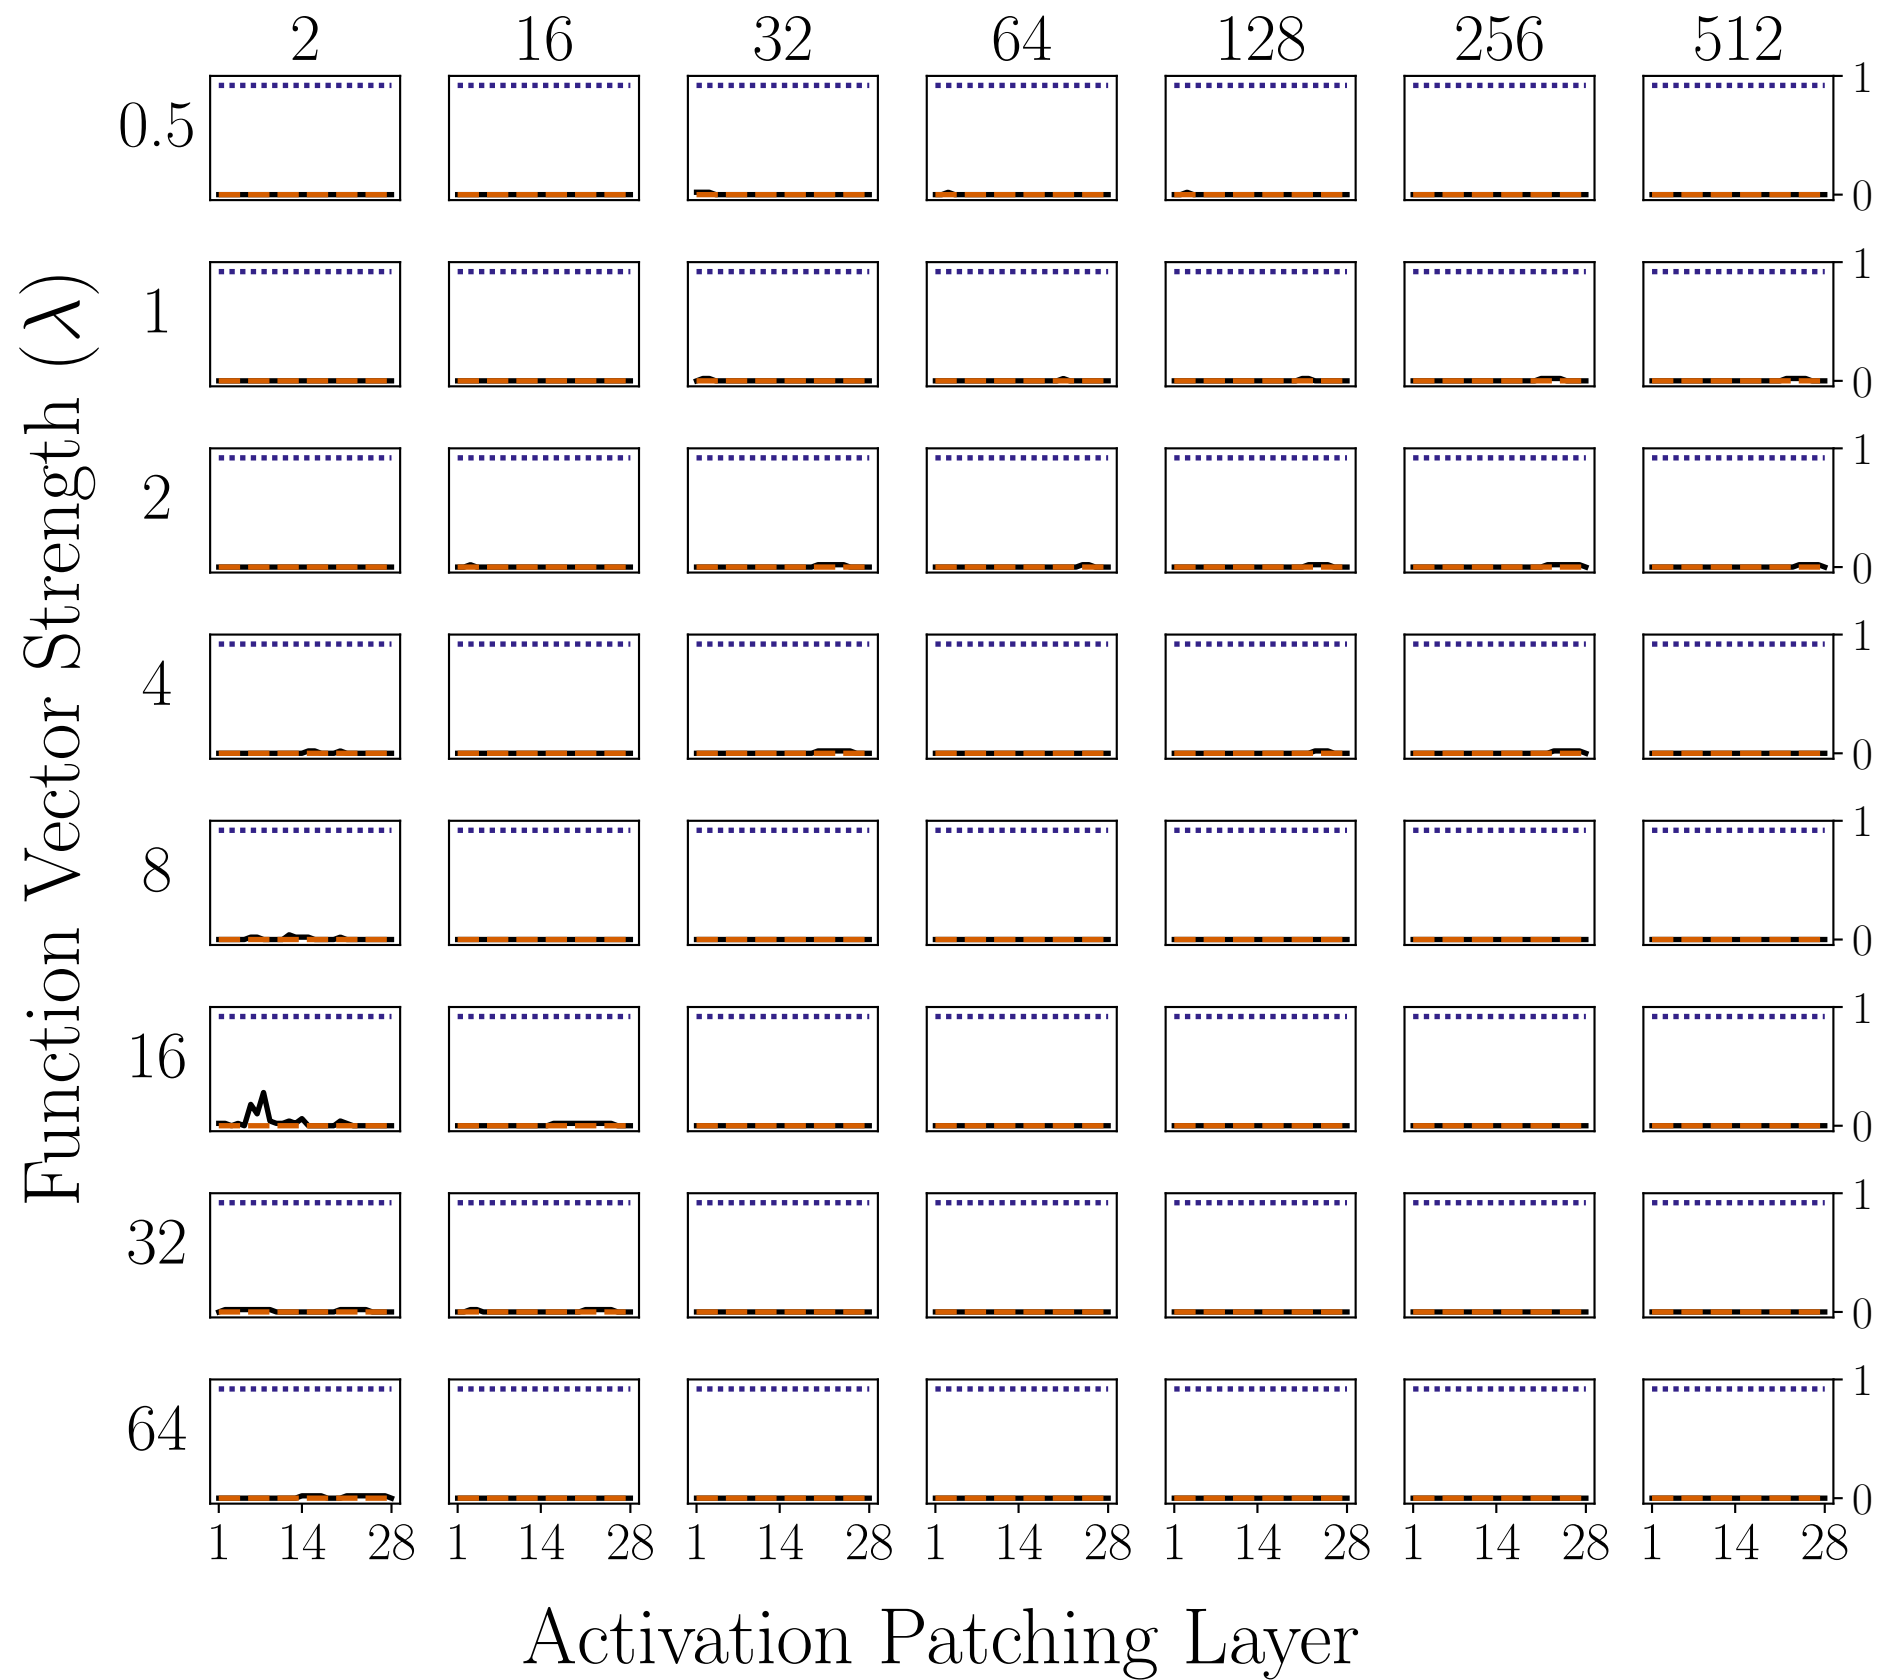 2 16 32 64 128 256 512
Function Vector Strength (λ)
0.5 1 0
1 1 0
2 1 0
4 1 0
8 1 0
16 1 0
32 1 0
64 1 0
1 14 28 1 14 28 1 14 28 1 14 28 1 14 28 1 14 28 1 14 28
Activation Patching Layer